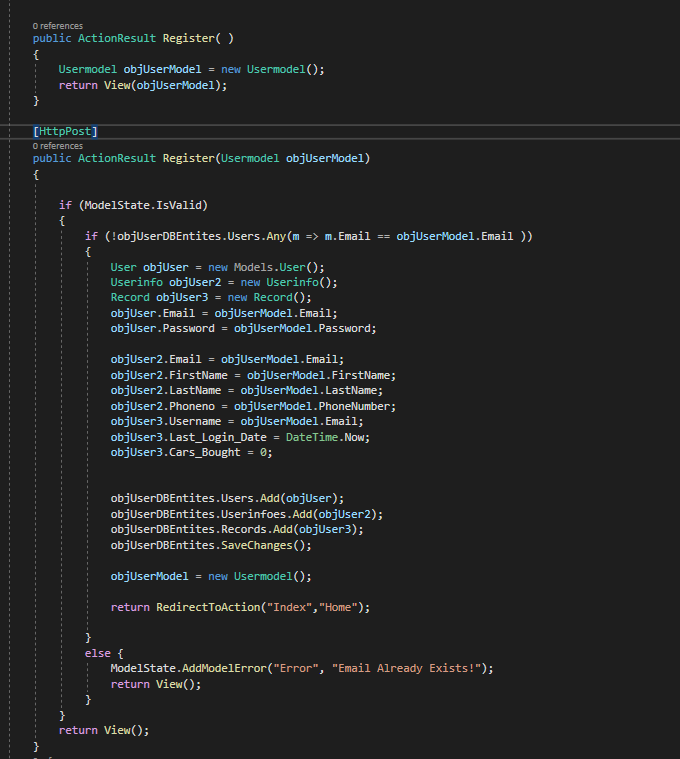 0 references
public ActionResult Register( )
{
Usermodel objUserModel = new Usermodel();
return View(objUserModel);
}
[HttpPost]
0 references
public ActionResult Register(Usermodel objUserModel)
{
if (ModelState.IsValid)
{
if (!objUserDBEntites.Users.Any(m => m.Email == objUserModel.Email ))
{
User objUser = new Models.User();
Userinfo objUser2 = new Userinfo();
Record objUser3 = new Record();
objUser.Email = objUserModel.Email;
objUser.Password = objUserModel.Password;
objUser2.Email = objUserModel.Email;
objUser2.FirstName = objUserModel.FirstName;
objUser2.LastName = objUserModel.LastName;
objUser2.Phoneno = objUserModel.PhoneNumber;
objUser3.Username = objUserModel.Email;
objUser3.Last_Login_Date = DateTime.Now;
objUser3.Cars_Bought = 0;
objUserDBEntites.Users.Add(objUser);
objUserDBEntites.Userinfoes.Add(objUser2);
objUserDBEntites.Records.Add(objUser3);
objUserDBEntites.SaveChanges();
objUserModel = new Usermodel();
return RedirectToAction("Index","Home");
}
else {
ModelState.AddModelError("Error", "Email Already Exists!");
return View();
}
}
return View();
}